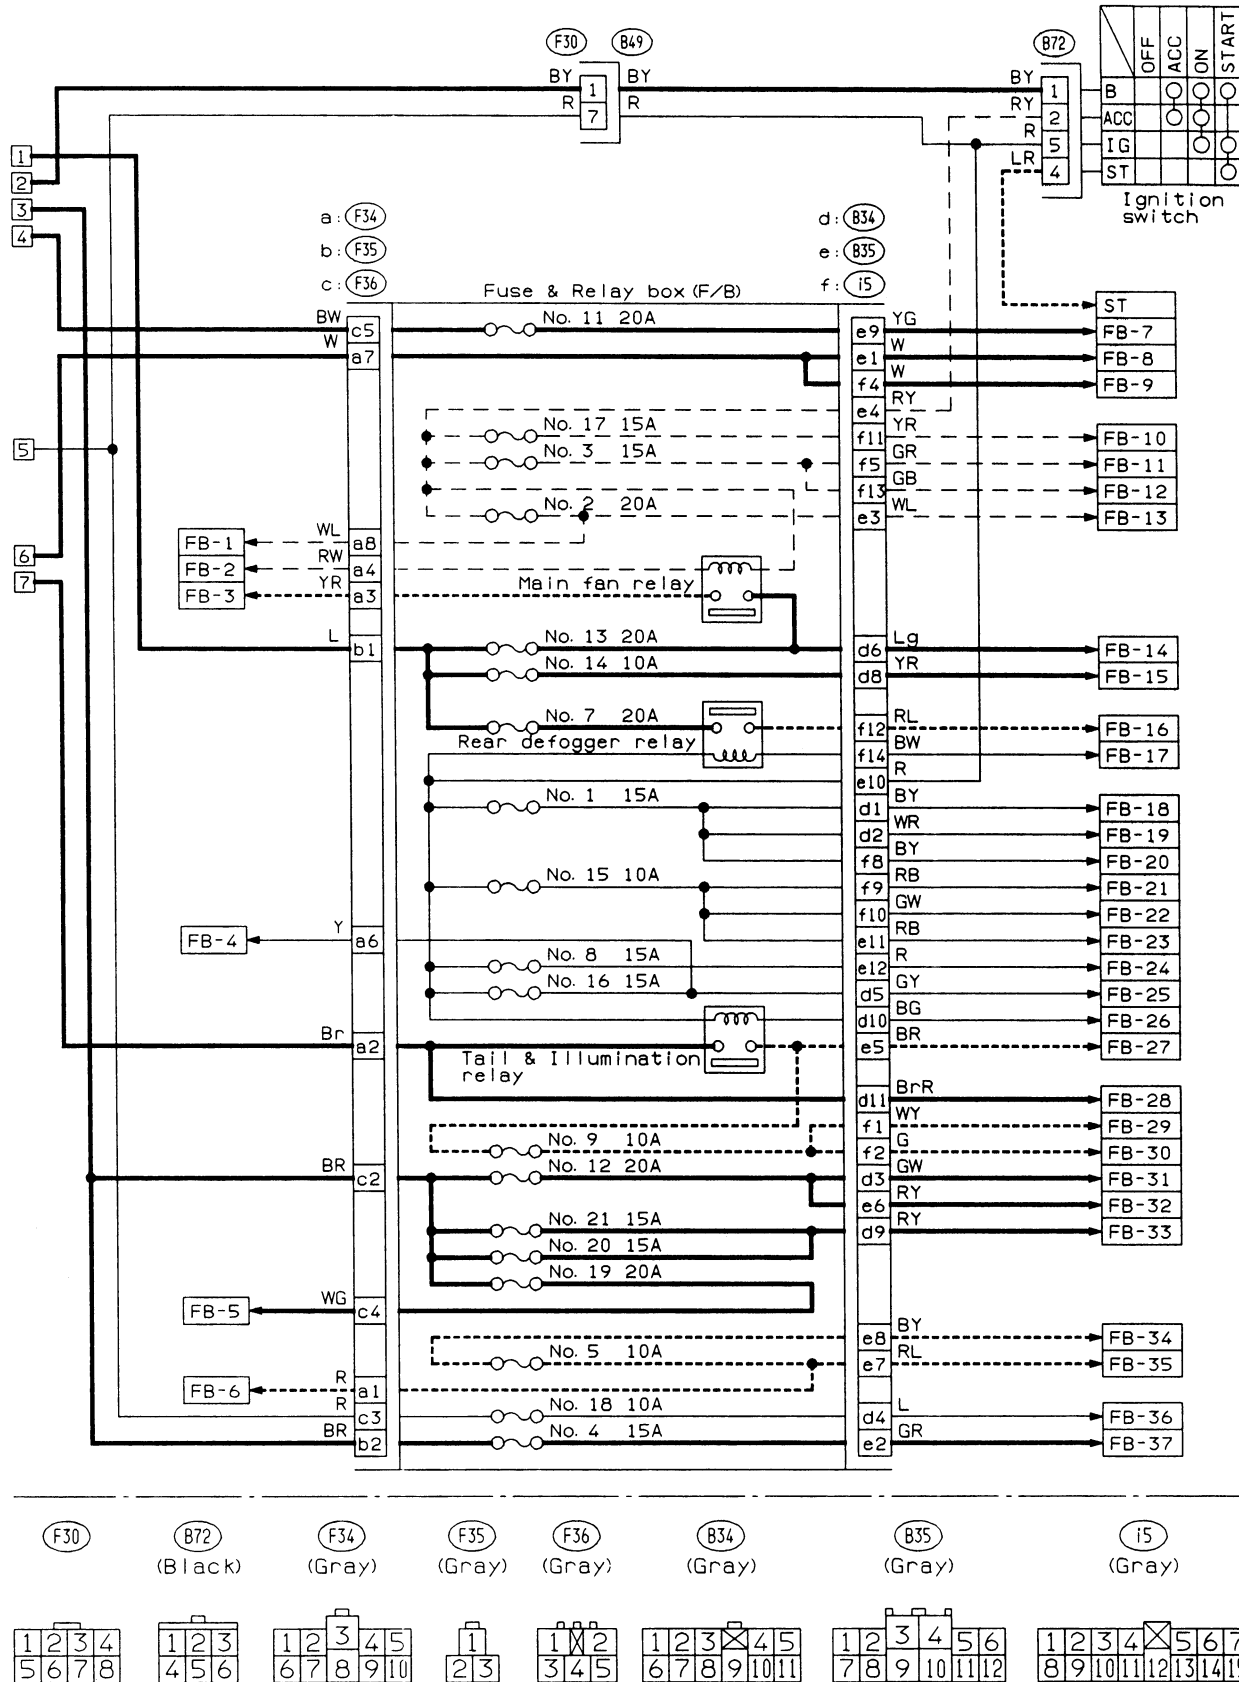 F30 B49 B72
OFF ACC ON START
BY 1 BY BY 1 B
R 7 R RY 2 ACC
R 5 IG
LR 4 ST
Ignition
switch
1
2
3
4
a: F34 d: B34
b: F35 e: B35
c: F36 f: i5
Fuse & Relay box (F/B)
ST
BW c5 No. 11 20A e9 YG FB-7
W a7 e1 W FB-8
f4 W FB-9
e4 RY
5 No. 17 15A f11 YR FB-10
No. 3 15A f5 GR FB-11
f13 GB FB-12
No. 2 20A e3 WL FB-13
6 FB-1 WL a8
7 FB-2 RW a4
FB-3 YR a3 Main fan relay
L b1 No. 13 20A d6 Lg FB-14
No. 14 10A d8 YR FB-15
No. 7 20A f12 RL FB-16
Rear defogger relay f14 BW FB-17
e10 R
No. 1 15A d1 BY FB-18
d2 WR FB-19
f8 BY FB-20
No. 15 10A f9 RB FB-21
f10 GW FB-22
FB-4 Y a6 e11 RB FB-23
No. 8 15A e12 R FB-24
No. 16 15A d5 GY FB-25
d10 BG FB-26
Br a2 e5 BR FB-27
Tail & Illumination
relay
d11 BrR FB-28
f1 WY FB-29
No. 9 10A f2 G FB-30
BR c2 No. 12 20A d3 GW FB-31
e6 RY FB-32
No. 21 15A d9 RY FB-33
No. 20 15A
No. 19 20A
FB-5 WG c4
e8 BY FB-34
No. 5 10A e7 RL FB-35
FB-6 R a1
R c3 No. 18 10A d4 L FB-36
BR b2 No. 4 15A e2 GR FB-37
F30 B72 F34 F35 F36 B34 B35 i5
(Black) (Gray) (Gray) (Gray) (Gray) (Gray) (Gray)
1 2 3 4 1 2 3 1 2 3 4 5 1 1 2 1 2 3 4 5 1 2 3 4 5 6 1 2 3 4 5 6 7
5 6 7 8 4 5 6 6 7 8 9 10 2 3 3 4 5 6 7 8 9 10 11 7 8 9 10 11 12 8 9 10 11 12 13 14